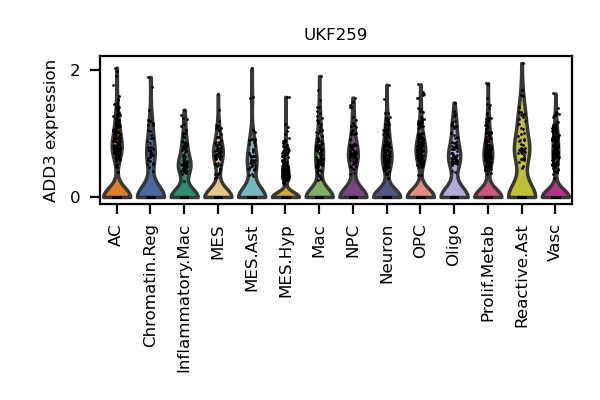 UKF259
ADD3 expression
2
0
AC
Chromatin.Reg
Inflammatory.Mac
MES
MES.Ast
MES.Hyp
Mac
NPC
Neuron
OPC
Oligo
Prolif.Metab
Reactive.Ast
Vasc